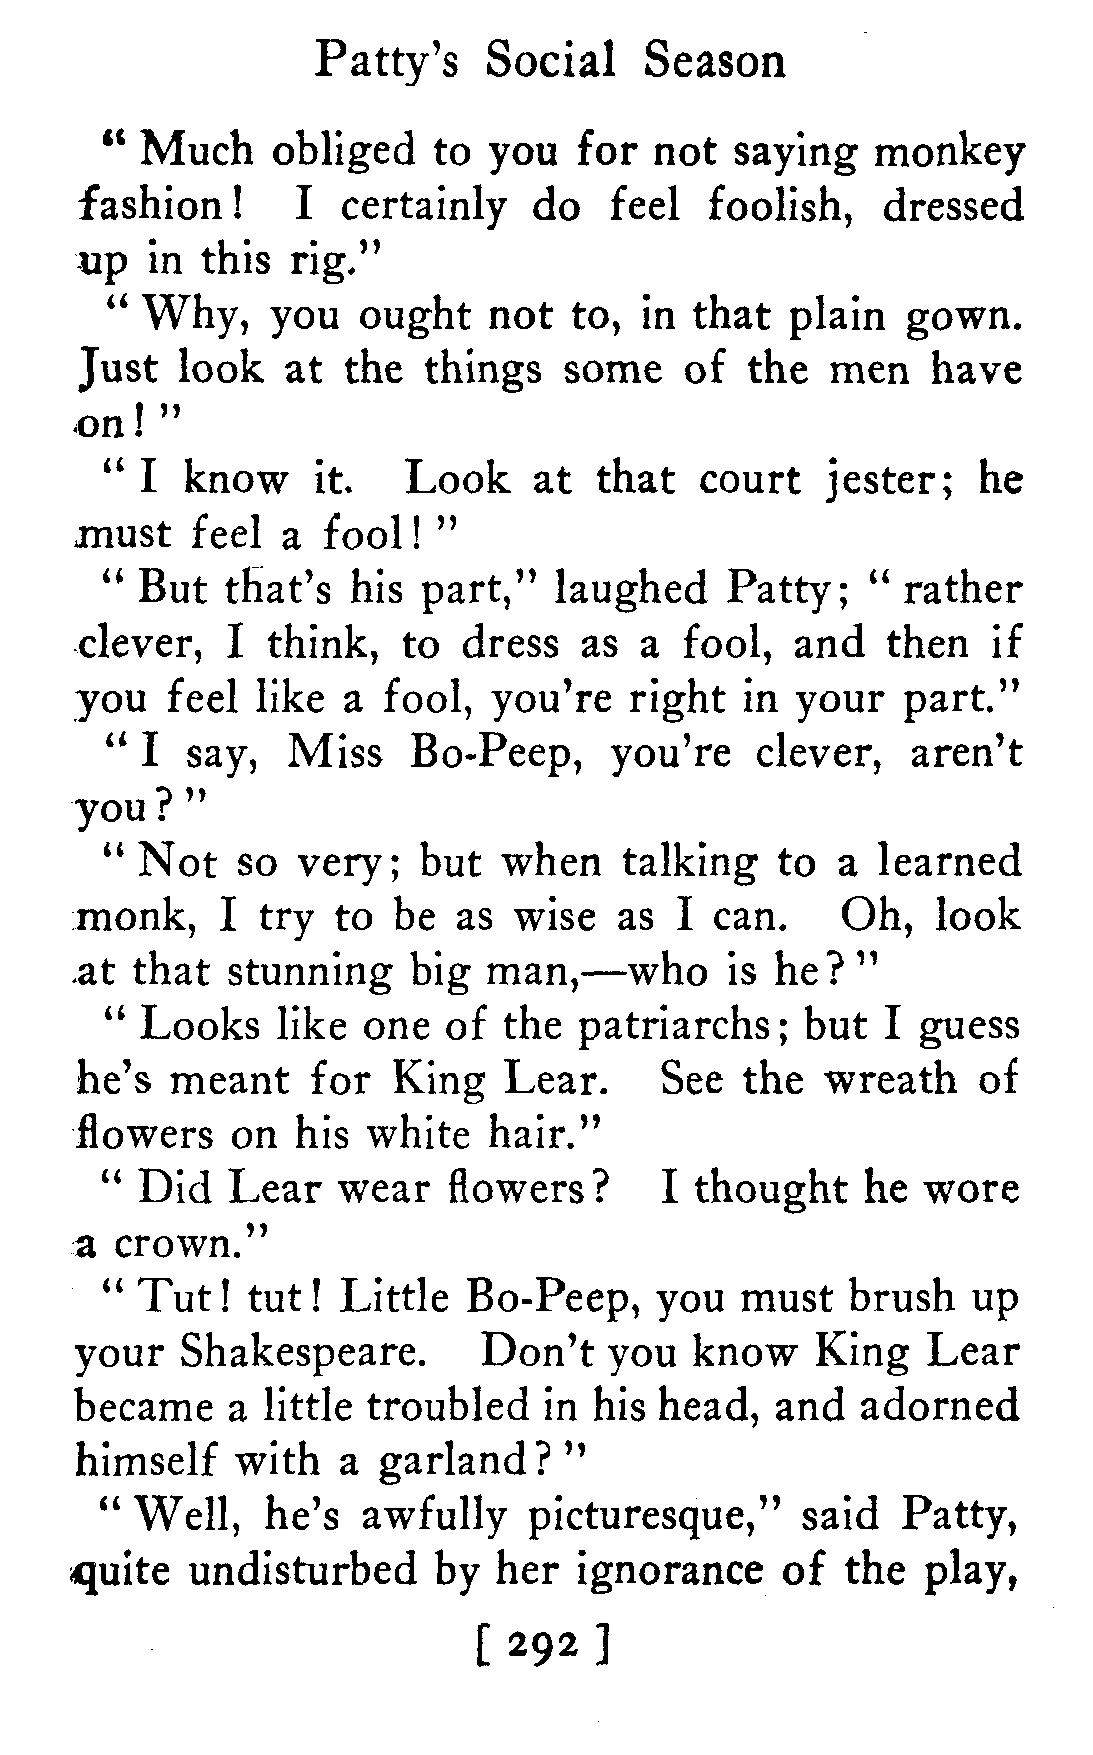 Patty's Social Season
" Much obliged to you for not saying monkey
fashion! I certainly do feel foolish, dressed
up in this rig."
" Why, you ought not to, in that plain gown.
Just look at the things some of the men have
on! "
" I know it. Look at that court jester; he
must feel a fool! "
" But that's his part," laughed Patty; " rather
clever, I think, to dress as a fool, and then if
you feel like a fool, you're right in your part."
" I say, Miss Bo-Peep, you're clever, aren't
you? "
" Not so very; but when talking to a learned
monk, I try to be as wise as I can. Oh, look
at that stunning big man,—who is he? "
" Looks like one of the patriarchs; but I guess
he's meant for King Lear. See the wreath of
flowers on his white hair."
" Did Lear wear flowers? I thought he wore
a crown."
" Tut! tut! Little Bo-Peep, you must brush up
your Shakespeare. Don't you know King Lear
became a little troubled in his head, and adorned
himself with a garland? "
" Well, he's awfully picturesque," said Patty,
quite undisturbed by her ignorance of the play,
[ 292 ]